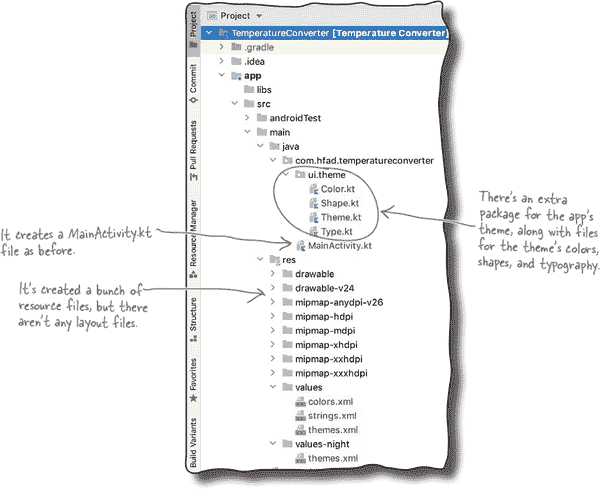 Project
TemperatureConverter [Temperature Converter]
.gradle
.idea
app
libs
src
androidTest
main
java
com.hfad.temperatureconverter
ui.theme
Color.kt
Shape.kt
Theme.kt
Type.kt
MainActivity.kt
res
drawable
drawable-v24
mipmap-anydpi-v26
mipmap-hdpi
mipmap-mdpi
mipmap-xhdpi
mipmap-xxhdpi
mipmap-xxxhdpi
values
colors.xml
strings.xml
themes.xml
values-night
themes.xml
Project
Commit
Pull Requests
Resource Manager
Structure
Favorites
Build Variants
It creates a MainActivity.kt
file as before.
It's created a bunch of
resource files, but there
aren't any layout files.
There's an extra
package for the app's
theme, along with files
for the theme's colors,
shapes, and typography.